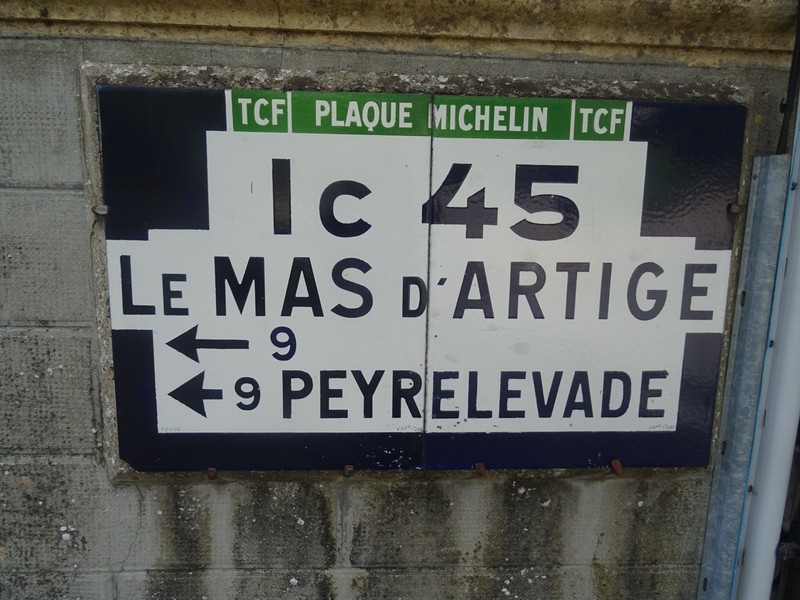 TCF PLAQUE MICHELIN TCF
Ic 45
LE MAS D'ARTIGE
9
9 PEYRELEVADE